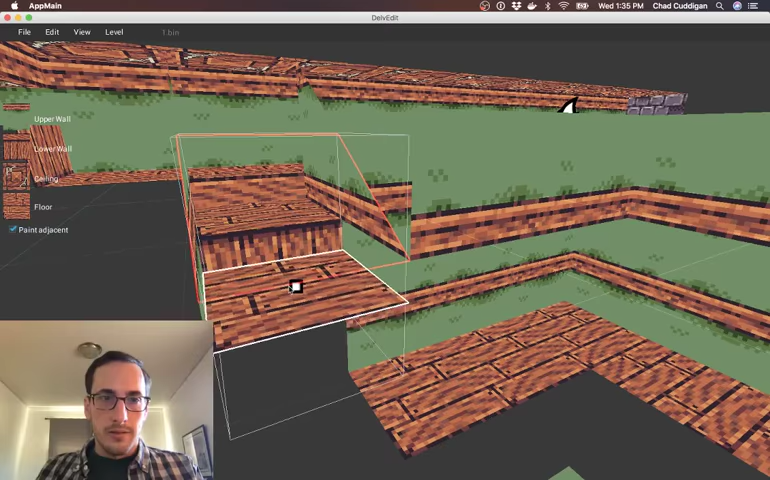 AppMain
Wed 1:35 PM Chad Cuddigan
DelvEdit
File Edit View Level 1.bin
Upper Wall
Lower Wall
Ceiling
Floor
Paint adjacent